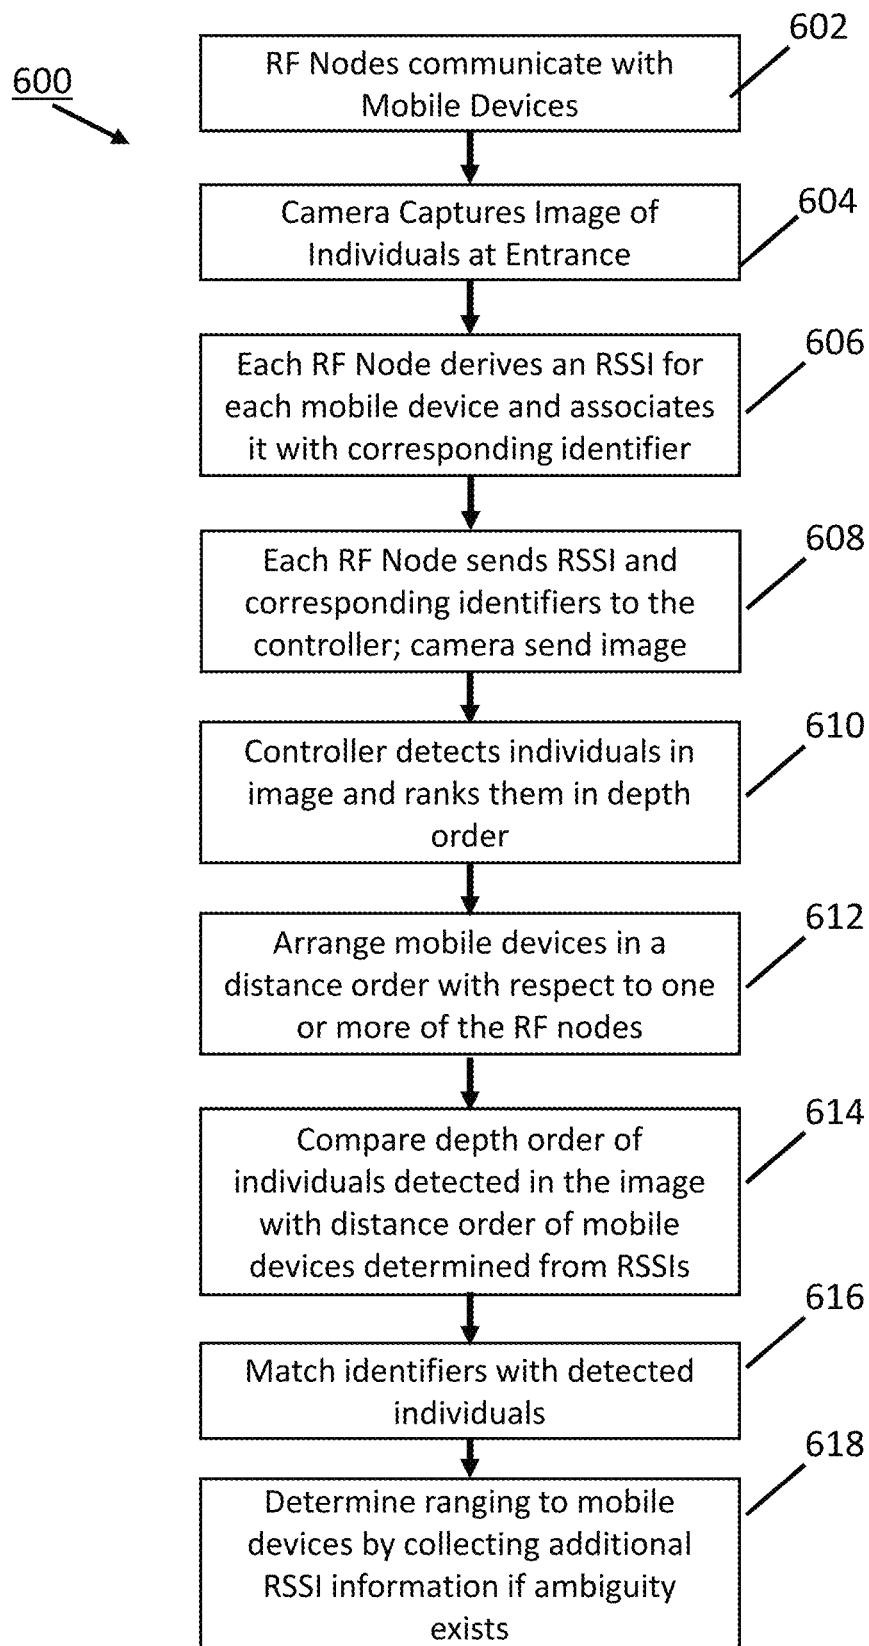 600
602
RF Nodes communicate with
Mobile Devices
604
Camera Captures Image of
Individuals at Entrance
606
Each RF Node derives an RSSI for
each mobile device and associates
it with corresponding identifier
608
Each RF Node sends RSSI and
corresponding identifiers to the
controller; camera send image
610
Controller detects individuals in
image and ranks them in depth
order
612
Arrange mobile devices in a
distance order with respect to one
or more of the RF nodes
614
Compare depth order of
individuals detected in the image
with distance order of mobile
devices determined from RSSIs
616
Match identifiers with detected
individuals
618
Determine ranging to mobile
devices by collecting additional
RSSI information if ambiguity
exists